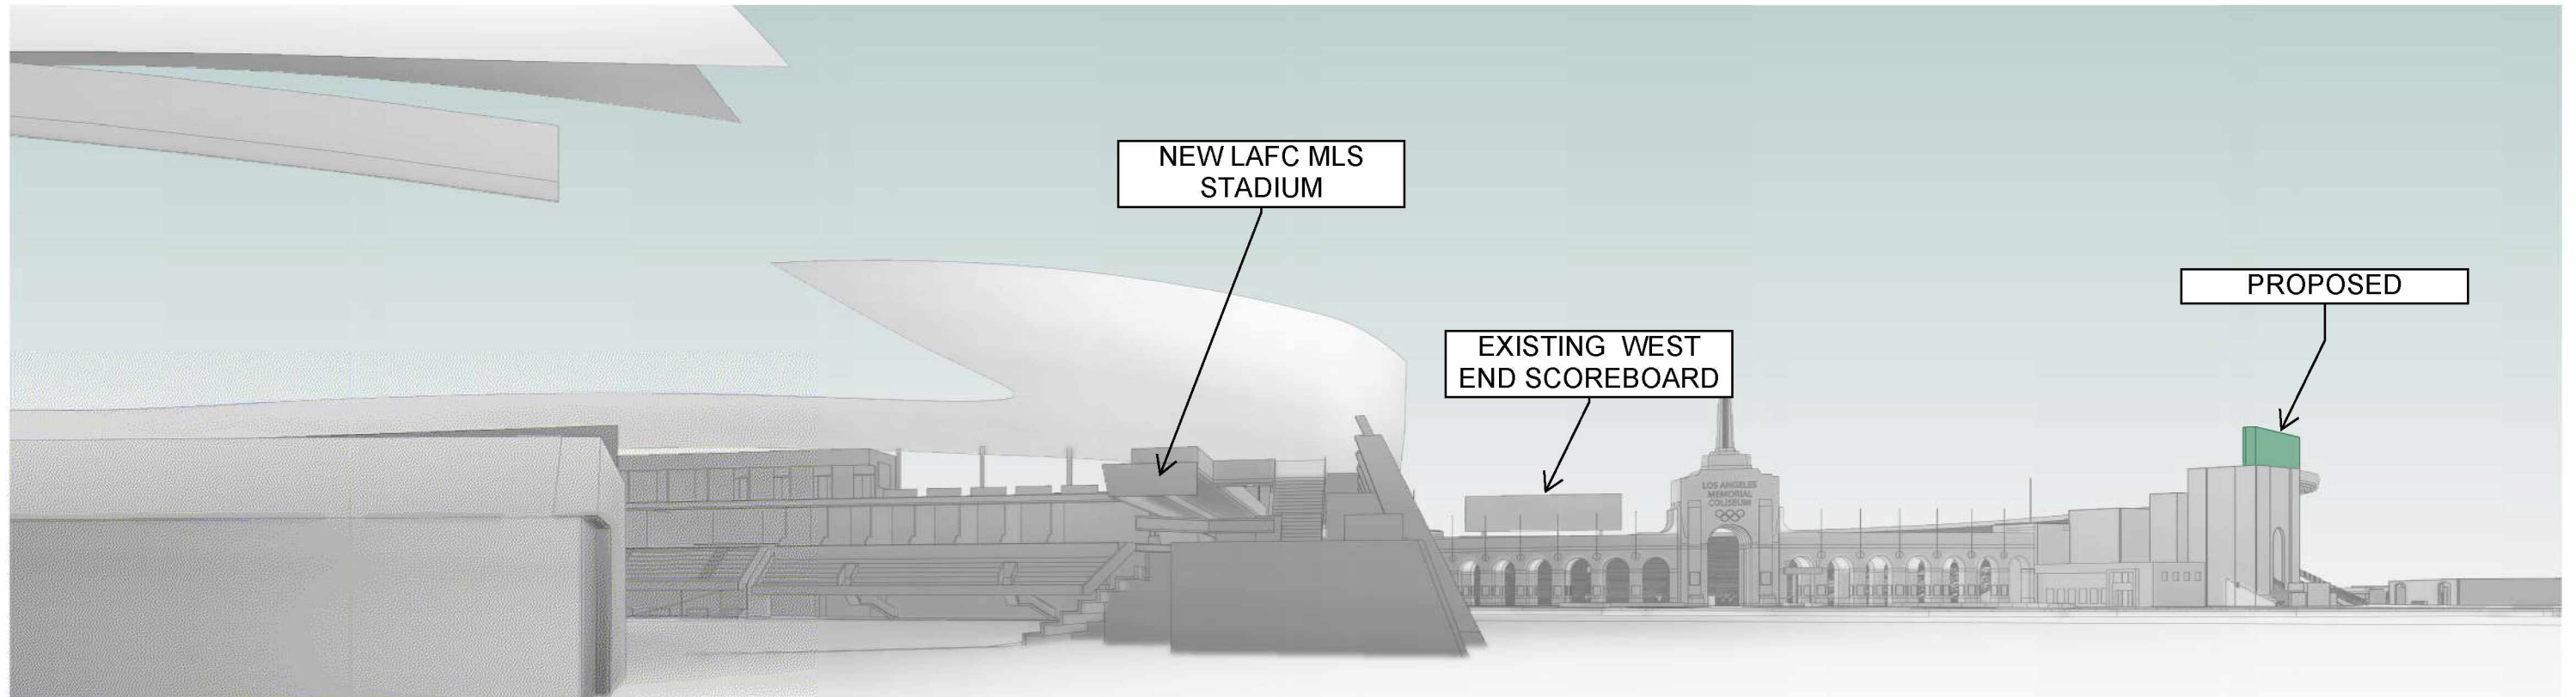 NEW LAFC MLS
STADIUM
EXISTING WEST
END SCOREBOARD
PROPOSED
LOS ANGELES
MEMORIAL
COLISEUM